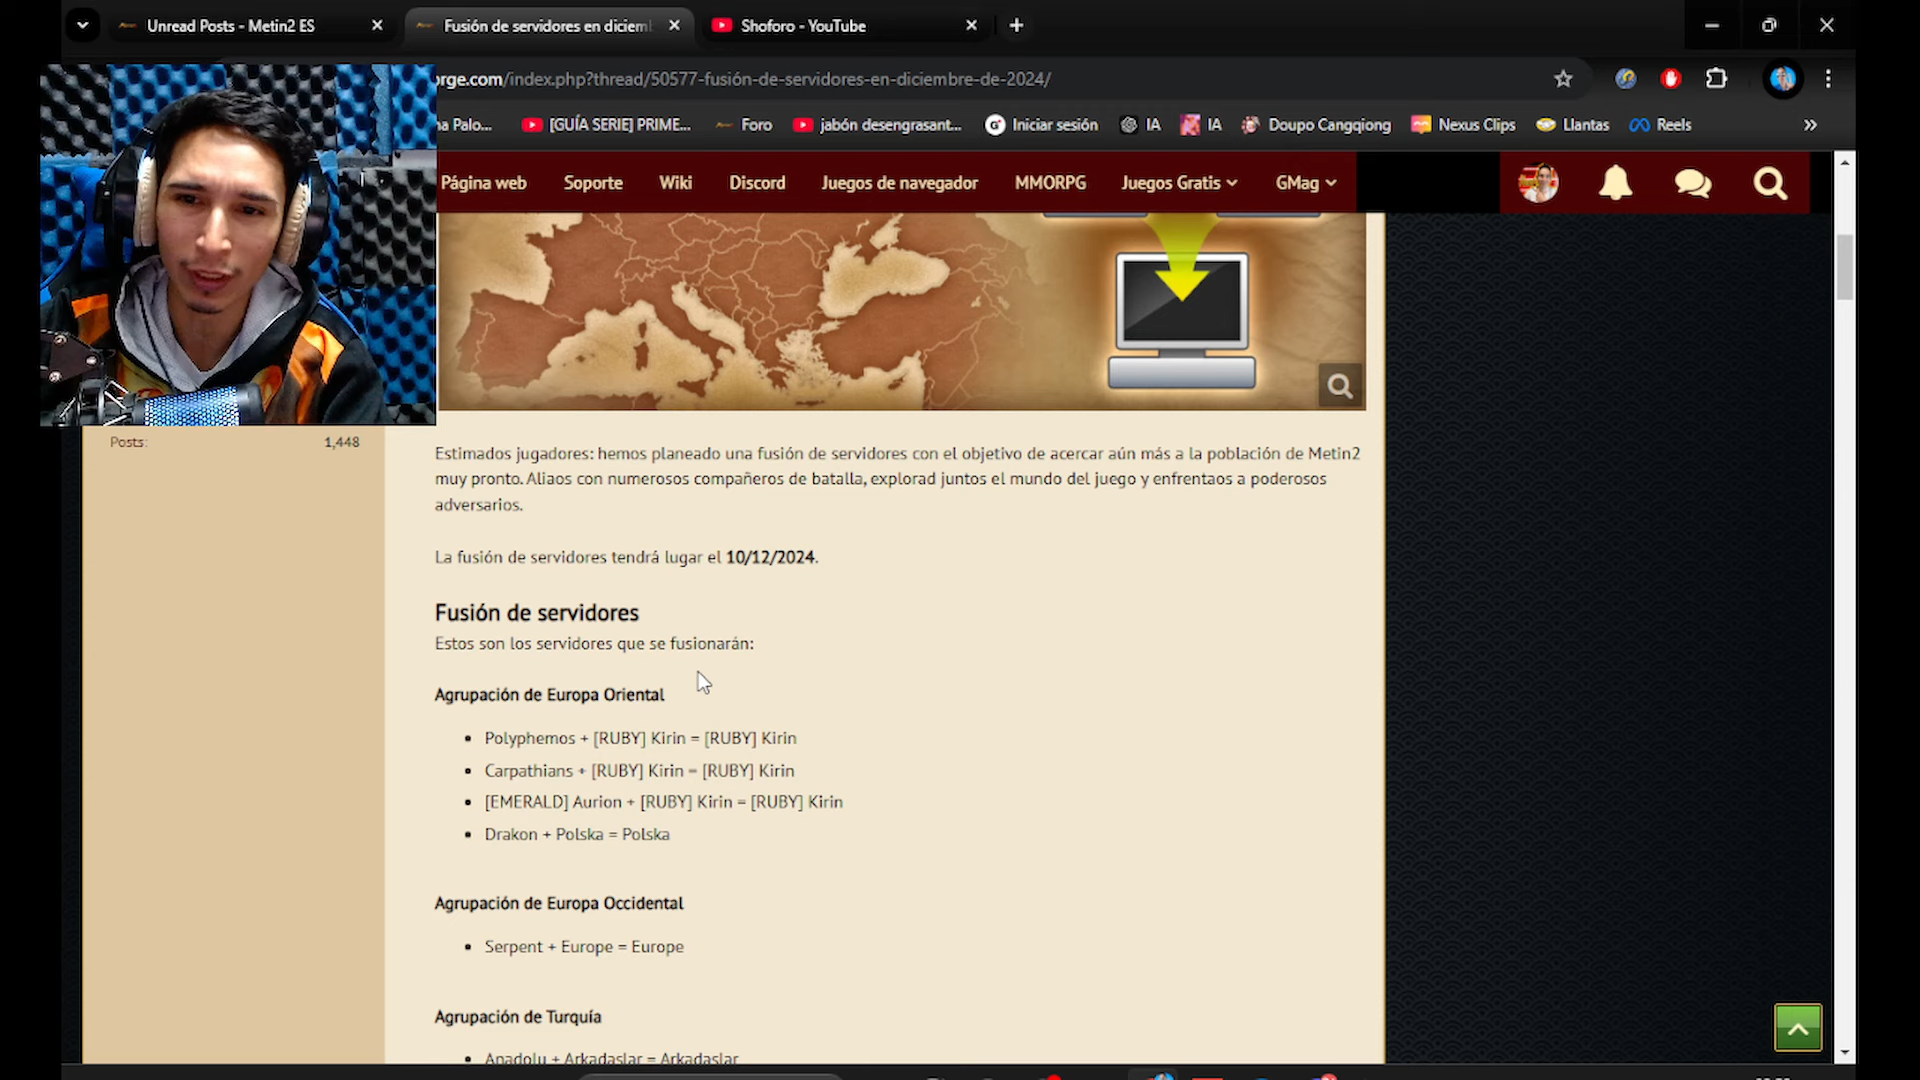 Unread Posts - Metin2 ES
Fusión de servidores en diciem
Shoforo - YouTube
orge.com/index.php?thread/50577-fusión-de-servidores-en-diciembre-de-2024/
na Palo...
[GUÍA SERIE] PRIME...
Foro
jabón desengrasant...
Iniciar sesión
IA
IA
Doupo Cangqiong
Nexus Clips
Llantas
Reels
Página web
Soporte
Wiki
Discord
Juegos de navegador
MMORPG
Juegos Gratis
GMag
Posts:
1,448
Estimados jugadores: hemos planeado una fusión de servidores con el objetivo de acercar aún más a la población de Metin2
muy pronto. Aliaos con numerosos compañeros de batalla, explorad juntos el mundo del juego y enfrentaos a poderosos
adversarios.
La fusión de servidores tendrá lugar el 10/12/2024.
Fusión de servidores
Estos son los servidores que se fusionarán:
Agrupación de Europa Oriental
• Polyphemos + [RUBY] Kirin = [RUBY] Kirin
• Carpathians + [RUBY] Kirin = [RUBY] Kirin
• [EMERALD] Aurion + [RUBY] Kirin = [RUBY] Kirin
• Drakon + Polska = Polska
Agrupación de Europa Occidental
• Serpent + Europe = Europe
Agrupación de Turquía
• Anadolu + Arkadaslar = Arkadaslar